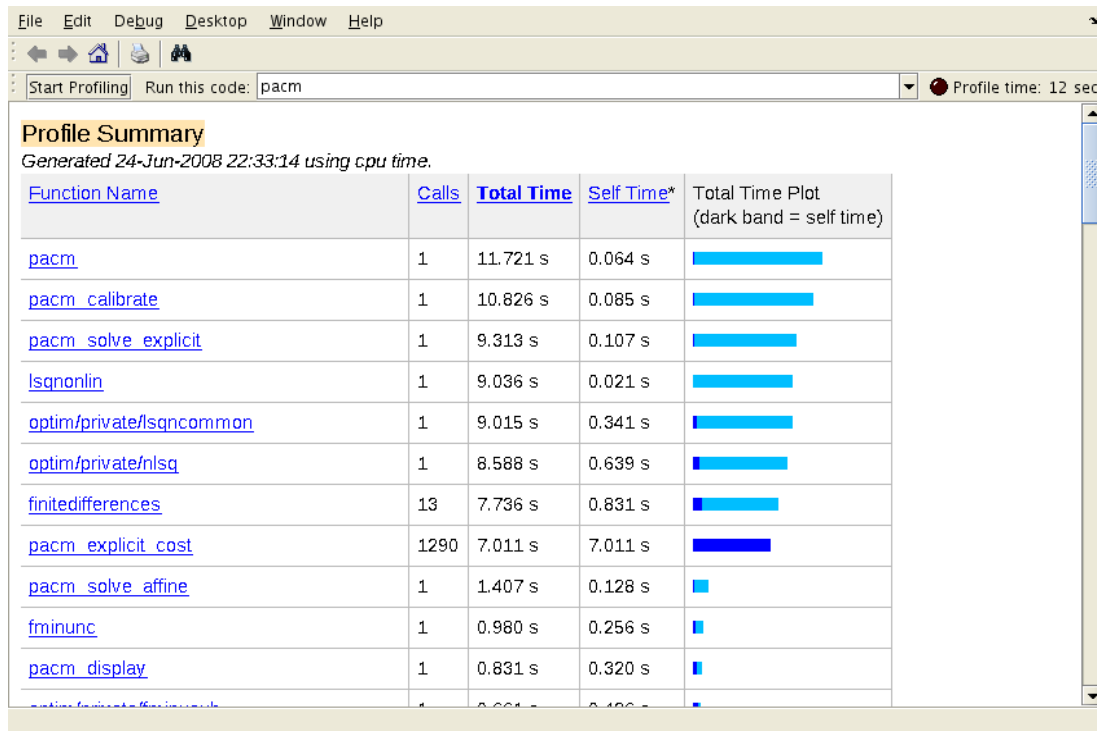 File Edit Debug Desktop Window Help
Start Profiling Run this code: pacm Profile time: 12 sec
Profile Summary
Generated 24-Jun-2008 22:33:14 using cpu time.
Function Name Calls Total Time Self Time* Total Time Plot
(dark band = self time)
pacm 1 11.721 s 0.064 s
pacm_calibrate 1 10.826 s 0.085 s
pacm_solve_explicit 1 9.313 s 0.107 s
lsqnonlin 1 9.036 s 0.021 s
optim/private/lsqncommon 1 9.015 s 0.341 s
optim/private/nlsq 1 8.588 s 0.639 s
finitedifferences 13 7.736 s 0.831 s
pacm_explicit_cost 1290 7.011 s 7.011 s
pacm_solve_affine 1 1.407 s 0.128 s
fminunc 1 0.980 s 0.256 s
pacm_display 1 0.831 s 0.320 s